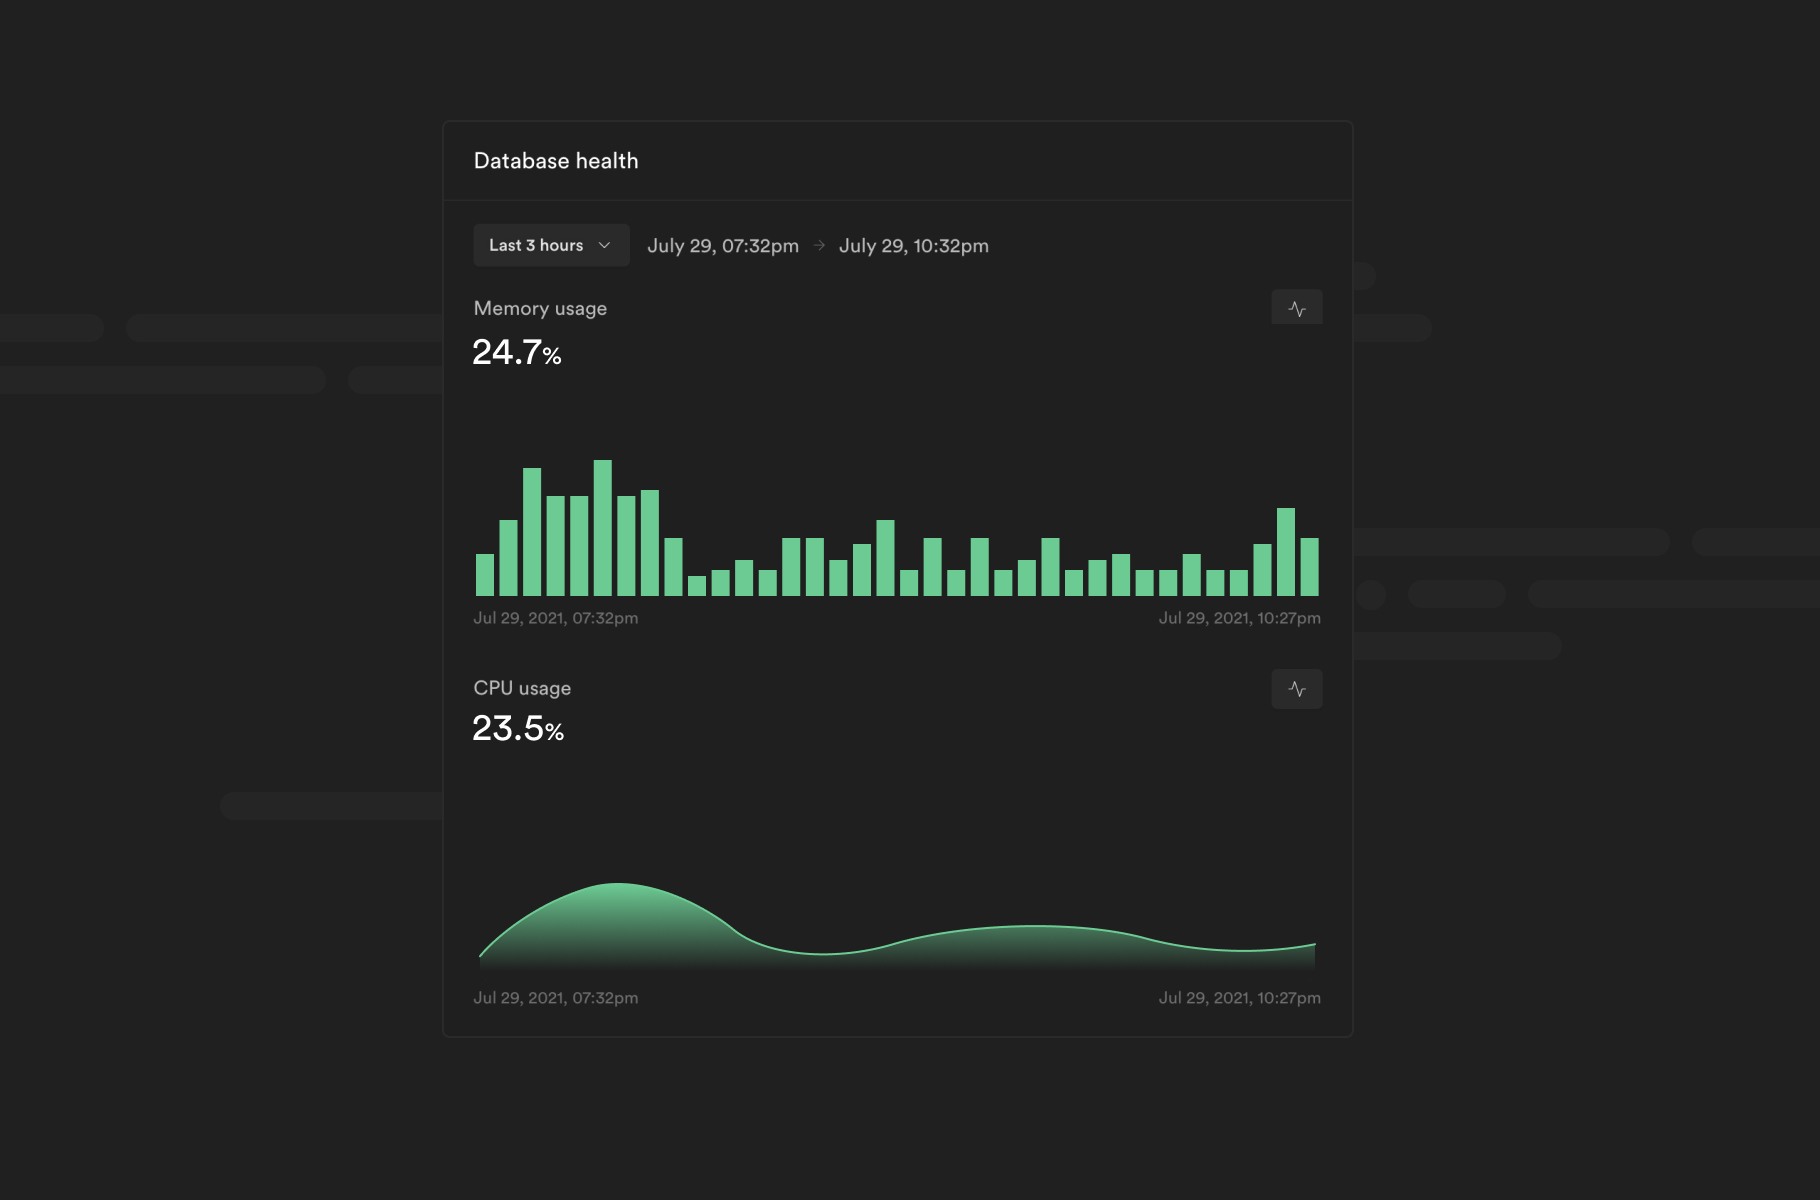 Database health
Last 3 hours July 29, 07:32pm → July 29, 10:32pm
Memory usage
24.7%
Jul 29, 2021, 07:32pm Jul 29, 2021, 10:27pm
CPU usage
23.5%
Jul 29, 2021, 07:32pm Jul 29, 2021, 10:27pm